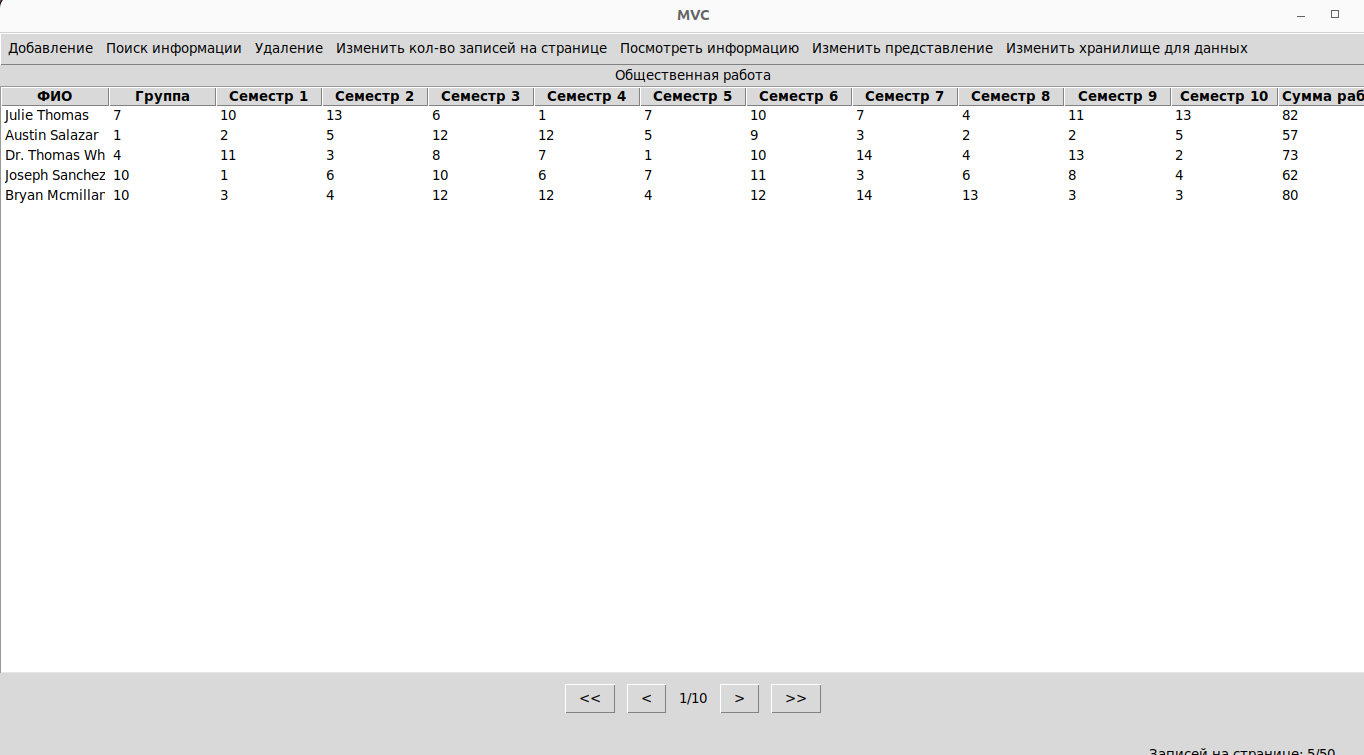 MVC
Добавление Поиск информации Удаление Изменить кол-во записей на странице Посмотреть информацию Изменить представление Изменить хранилище для данных
Общественная работа
ФИО Группа Семестр 1 Семестр 2 Семестр 3 Семестр 4 Семестр 5 Семестр 6 Семестр 7 Семестр 8 Семестр 9 Семестр 10 Сумма раб
Julie Thomas 7 10 13 6 1 7 10 7 4 11 13 82
Austin Salazar 1 2 5 12 12 5 9 3 2 2 5 57
Dr. Thomas Wh 4 11 3 8 7 1 10 14 4 13 2 73
Joseph Sanchez 10 1 6 10 6 7 11 3 6 8 4 62
Bryan Mcmillan 10 3 4 12 12 4 12 14 13 3 3 80
<< < 1/10 > >>
Записей на странице: 5/50